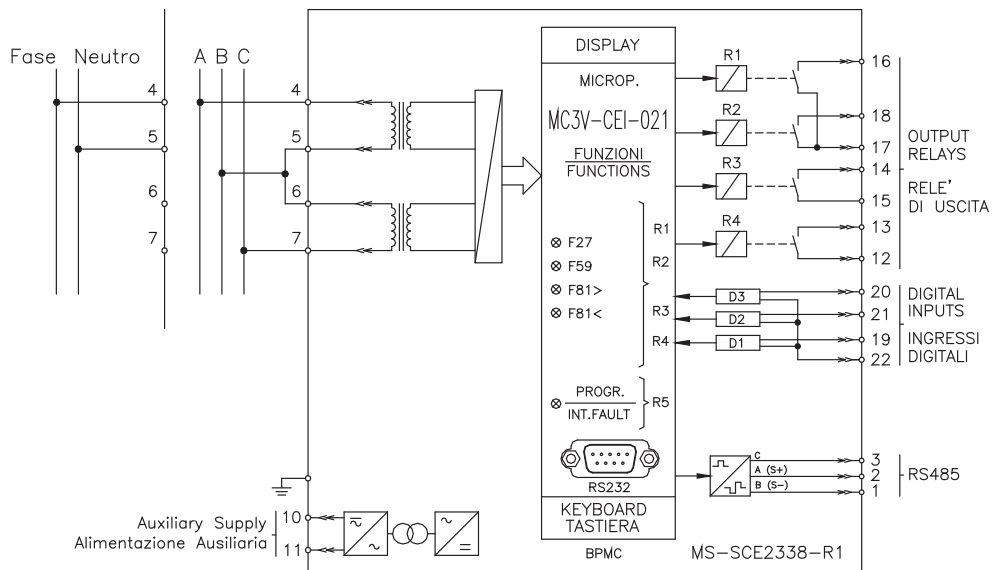 Fase Neutro
A B C
4
5
6
7
4
5
6
7
DISPLAY
MICROP.
MC3V-CEI-021
FUNZIONI
FUNCTIONS
F27
F59
F81>
F81<
R1
R2
R3
R4
PROGR.
INT.FAULT
R5
RS232
KEYBOARD
TASTIERA
BPMC
R1
R2
R3
R4
16
18
17
14
15
13
12
OUTPUT
RELAYS
RELE'
DI USCITA
D3
D2
D1
20
21
19
22
DIGITAL
INPUTS
INGRESSI
DIGITALI
C
A (S+)
B (S-)
3
2
1
RS485
Auxiliary Supply
Alimentazione Ausiliaria
10
11
MS-SCE2338-R1